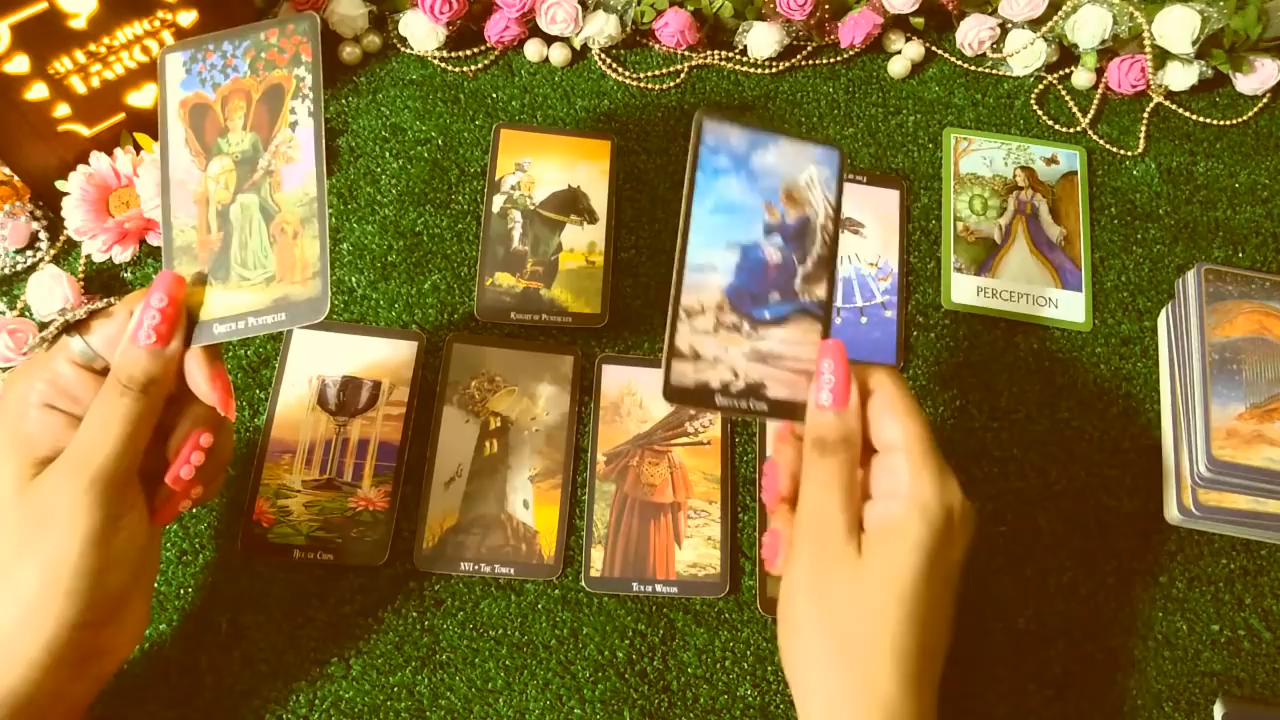 BLESSINGS
TAROT
Queen of Pentacles
Knight of Pentacles
PERCEPTION
Queen of Cups
Ace of Cups
XVI • The Tower
Ten of Wands